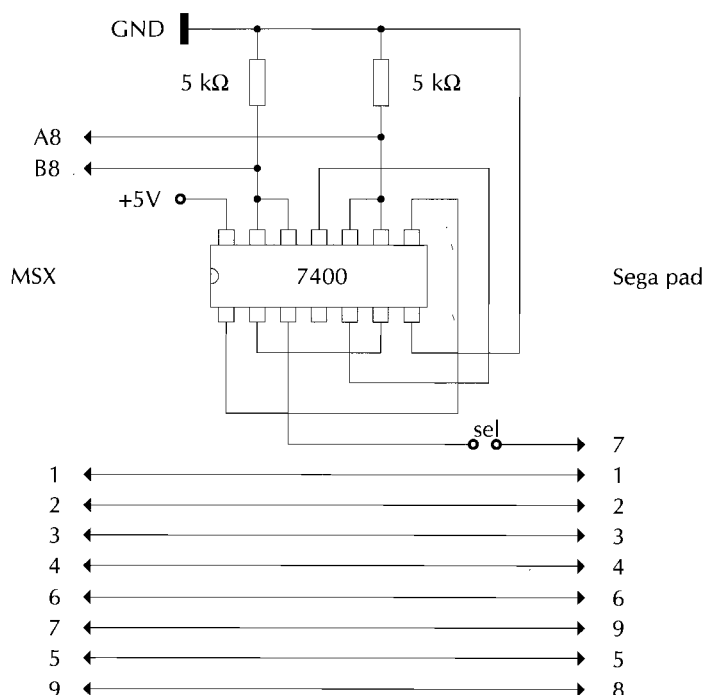 GND
5 kΩ 5 kΩ
A8
B8
+5V
MSX 7400 Sega pad
sel
7
1 1
2 2
3 3
4 4
6 6
7 9
5 5
9 8